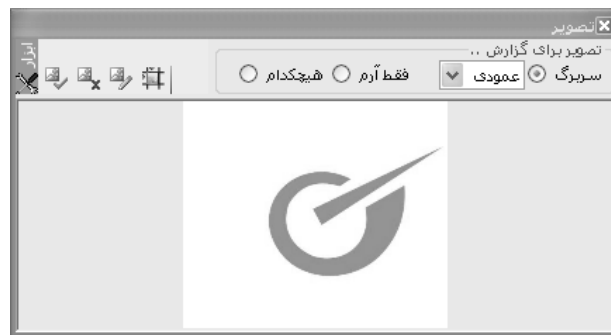 تصویر
ابزار
تصویر برای گزارش ..
سربرگ عمودی فقط آرم هیچکدام